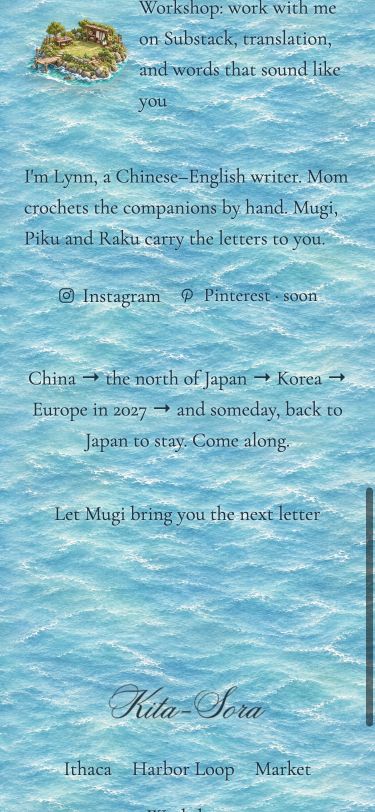 Workshop: work with me
on Substack, translation,
and words that sound like
you
I'm Lynn, a Chinese–English writer. Mom
crochets the companions by hand. Mugi,
Piku and Raku carry the letters to you.
Instagram Pinterest · soon
China → the north of Japan → Korea →
Europe in 2027 → and someday, back to
Japan to stay. Come along.
Let Mugi bring you the next letter
Kita-Sora
Ithaca Harbor Loop Market